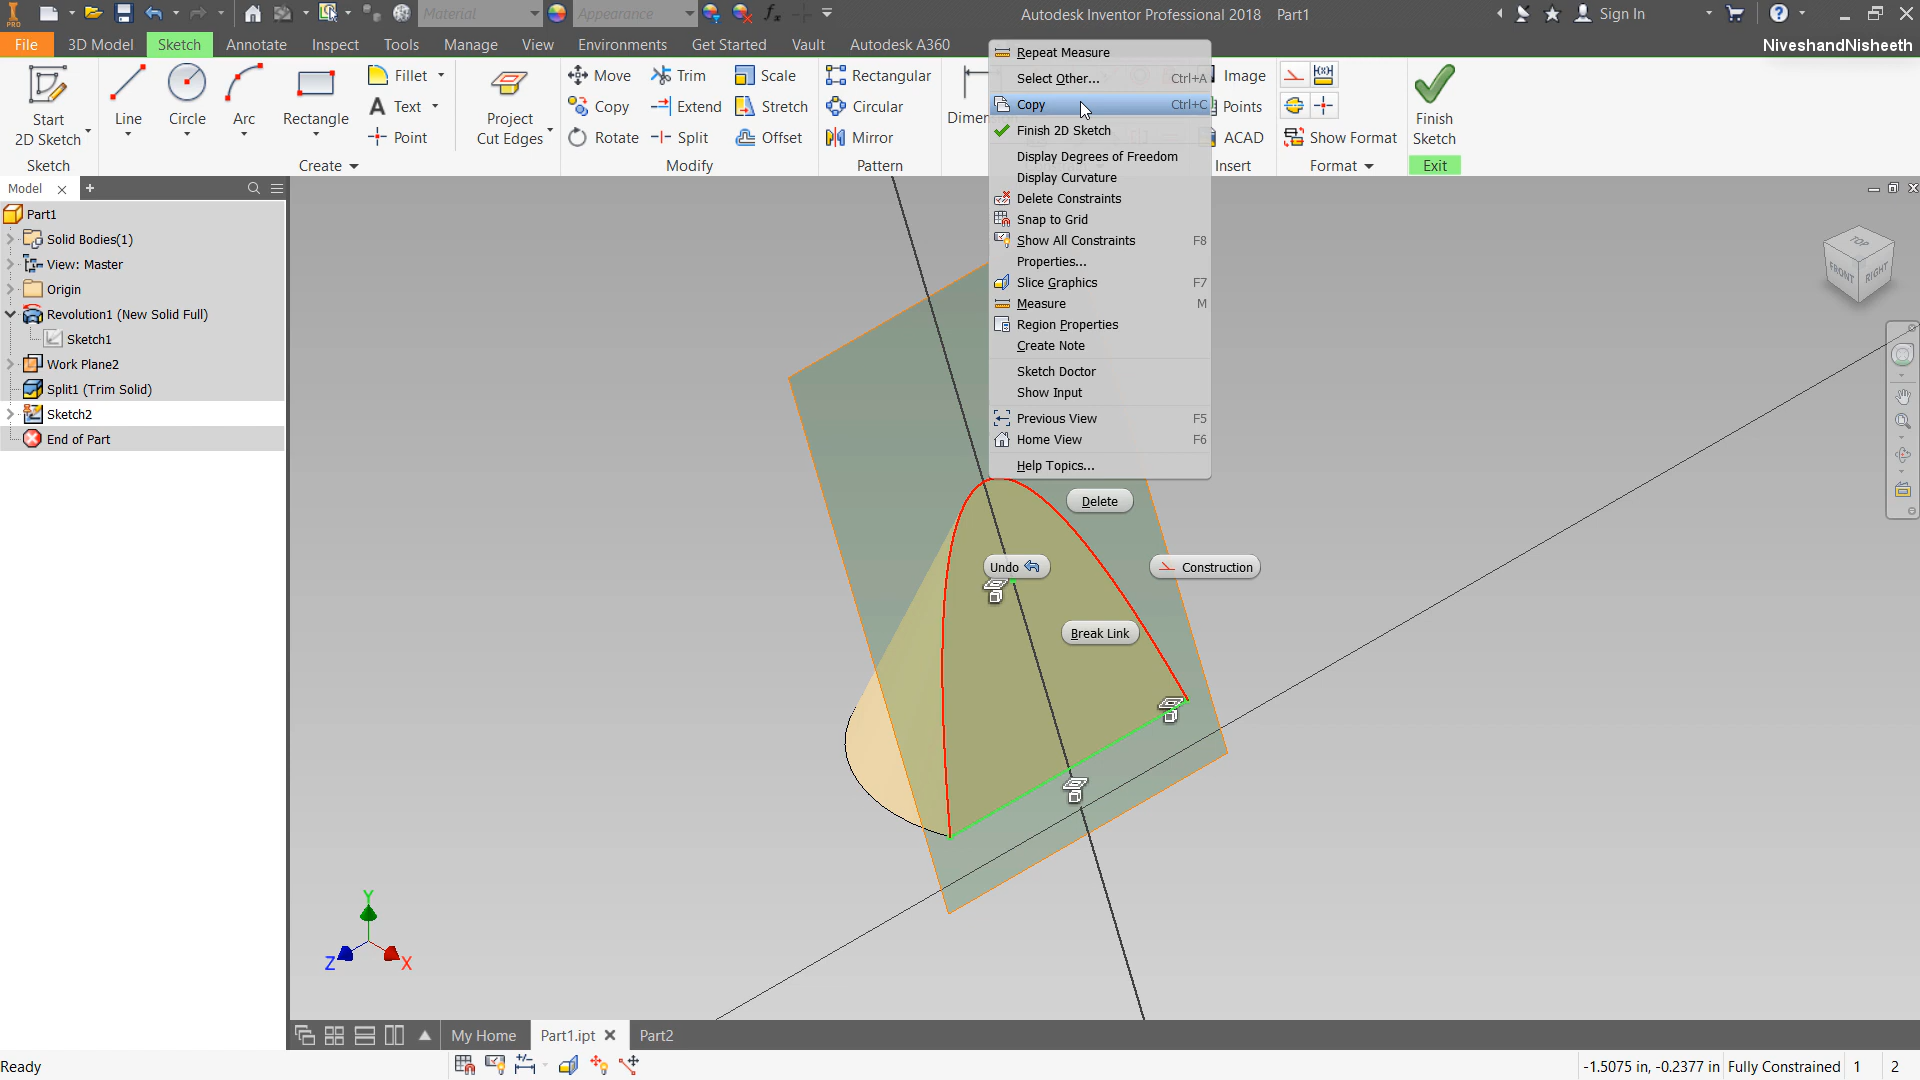 PRO
Material
Appearance
Autodesk Inventor Professional 2018 Part1
Sign In
File
3D Model
Sketch
Annotate
Inspect
Tools
Manage
View
Environments
Get Started
Vault
Autodesk A360
NiveshandNisheeth
Start
2D Sketch
Line
Circle
Arc
Rectangle
Fillet
Text
Point
Project
Cut Edges
Move
Copy
Rotate
Trim
Extend
Split
Scale
Stretch
Offset
Rectangular
Circular
Mirror
Dimen
Image
Points
ACAD
Show Format
Finish
Sketch
Sketch
Create
Modify
Pattern
Insert
Format
Exit
Repeat Measure
Select Other... Ctrl+A
Copy Ctrl+C
Finish 2D Sketch
Display Degrees of Freedom
Display Curvature
Delete Constraints
Snap to Grid
Show All Constraints F8
Properties...
Slice Graphics F7
Measure M
Region Properties
Create Note
Sketch Doctor
Show Input
Previous View F5
Home View F6
Help Topics...
Delete
Undo
Construction
Break Link
Model
Part1
Solid Bodies(1)
View: Master
Origin
Revolution1 (New Solid Full)
Sketch1
Work Plane2
Split1 (Trim Solid)
Sketch2
End of Part
TOP
FRONT
RIGHT
Y
Z
X
My Home
Part1.ipt
Part2
Ready
-1.5075 in, -0.2377 in
Fully Constrained
1
2